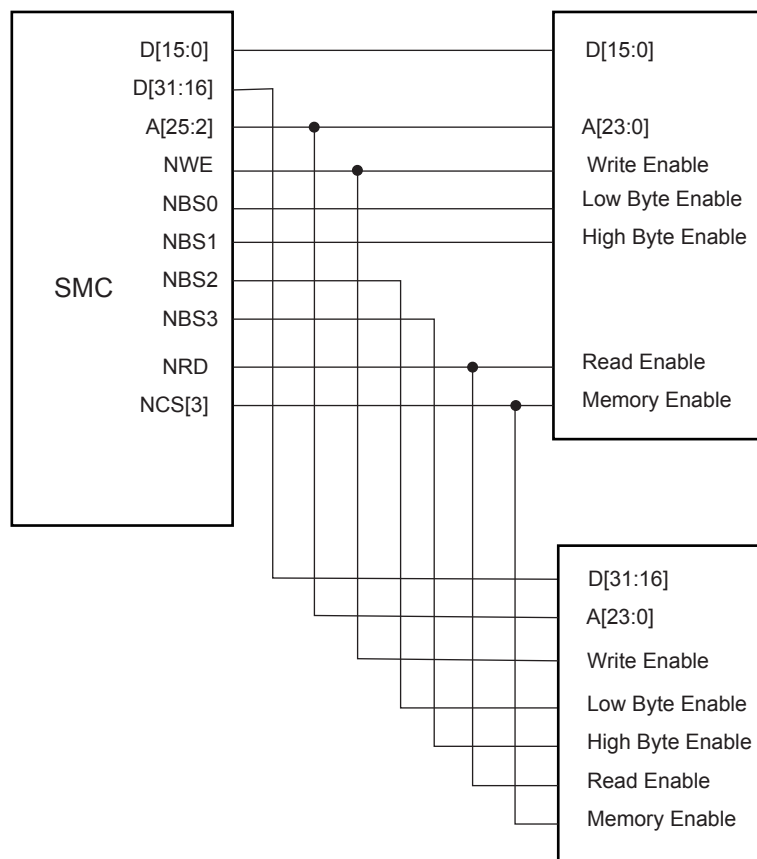 D[15:0]
D[31:16]
A[25:2]
NWE
NBS0
NBS1
NBS2
NBS3
NRD
NCS[3]
SMC
D[15:0]
A[23:0]
Write Enable
Low Byte Enable
High Byte Enable
Read Enable
Memory Enable
D[31:16]
A[23:0]
Write Enable
Low Byte Enable
High Byte Enable
Read Enable
Memory Enable